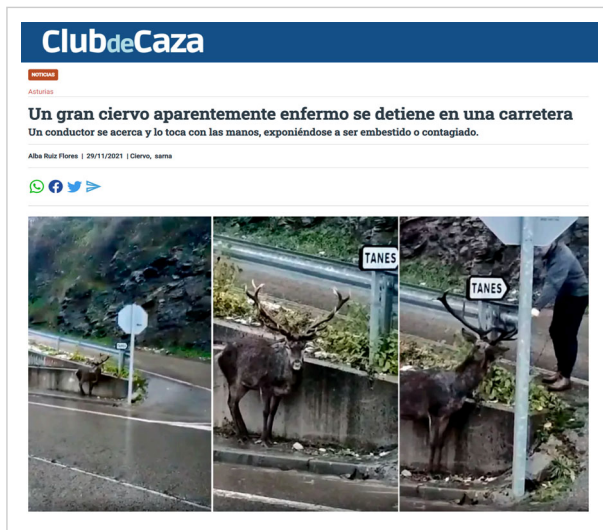 ClubdeCaza
NOTICIAS
Asturias
Un gran ciervo aparentemente enfermo se detiene en una carretera
Un conductor se acerca y lo toca con las manos, exponiéndose a ser embestido o contagiado.
Alba Ruiz Flores | 29/11/2021 | Ciervo, sarna
TANES
TANES